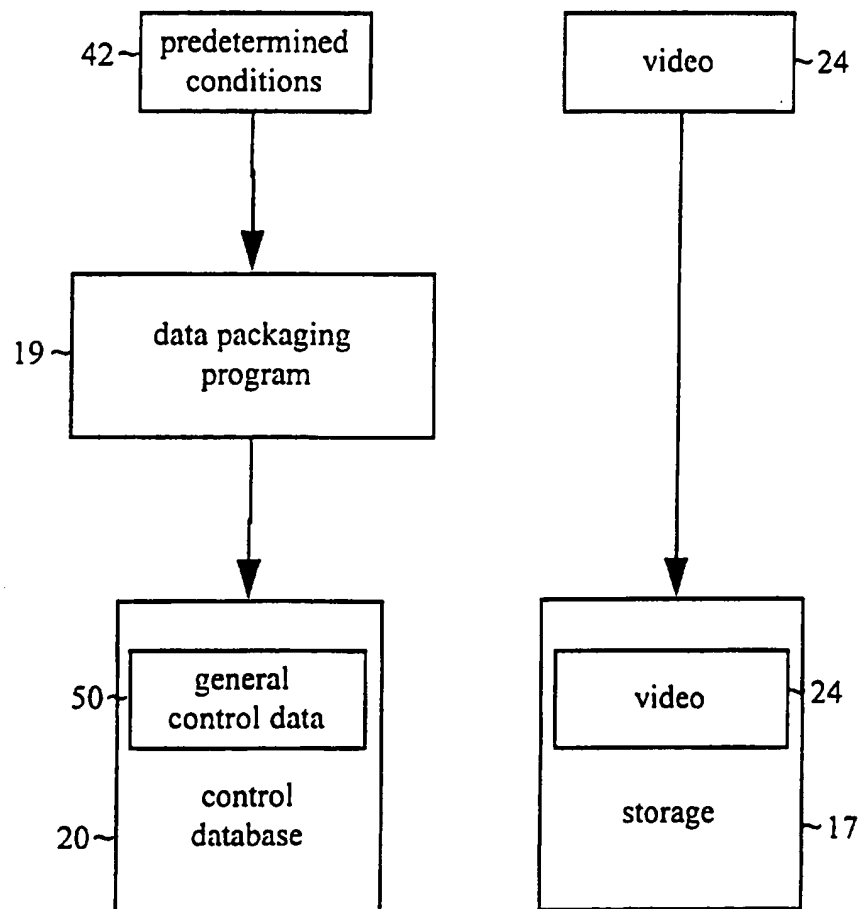 42
predetermined
conditions
video
24
19
data packaging
program
50
general
control data
video
24
control
database
20
storage
17